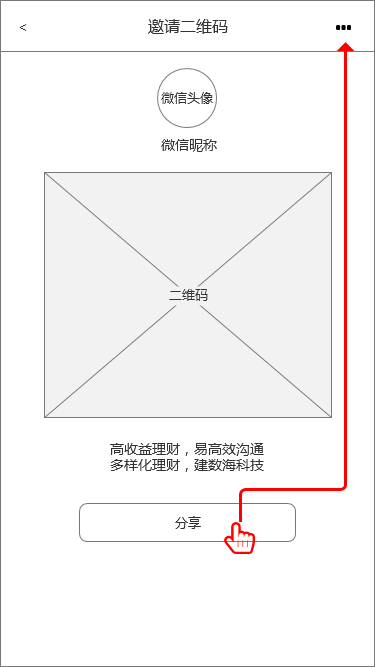 <
邀请二维码
•••
微信头像
微信昵称
二维码
高收益理财，易高效沟通
多样化理财，建数海科技
分享